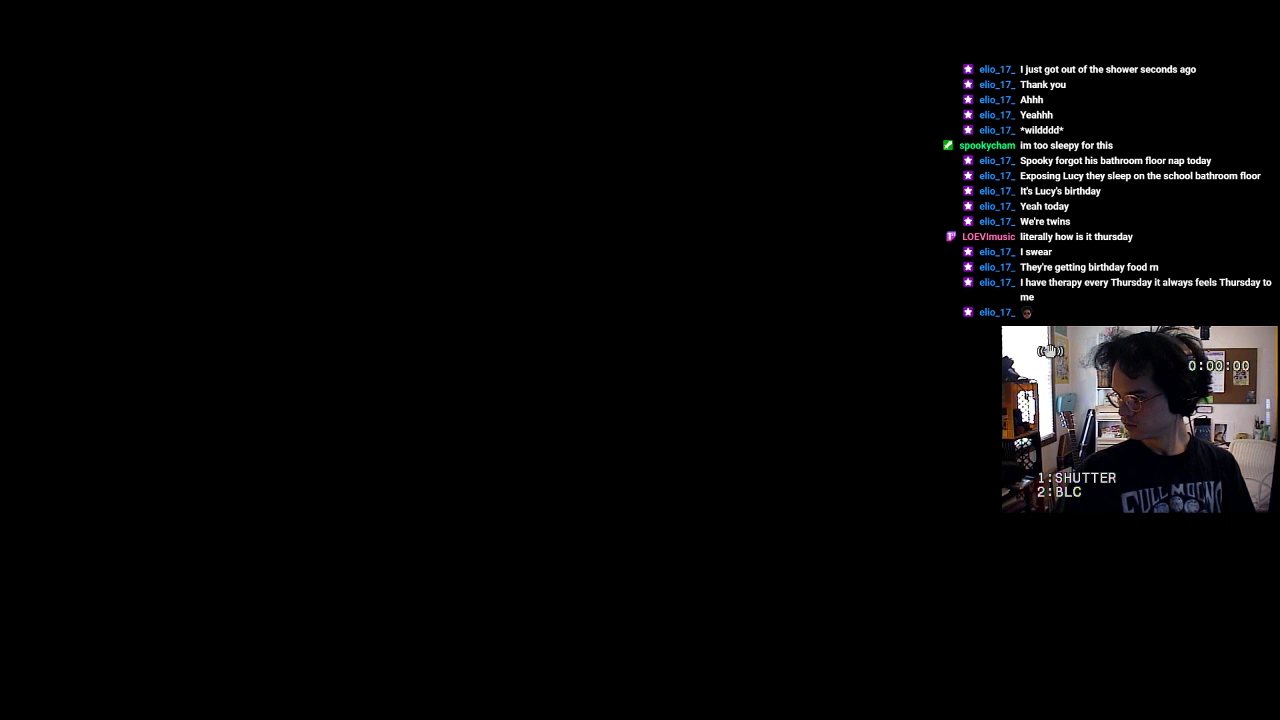 elio_17_ I just got out of the shower seconds ago
elio_17_ Thank you
elio_17_ Ahhh
elio_17_ Yeahhh
elio_17_ *wildddd*
spookycham im too sleepy for this
elio_17_ Spooky forgot his bathroom floor nap today
elio_17_ Exposing Lucy they sleep on the school bathroom floor
elio_17_ It's Lucy's birthday
elio_17_ Yeah today
elio_17_ We're twins
LOEVImusic literally how is it thursday
elio_17_ I swear
elio_17_ They're getting birthday food rn
elio_17_ I have therapy every Thursday it always feels Thursday to
me
elio_17_
0:00:00
1:SHUTTER
2:BLC
FULL MOONS